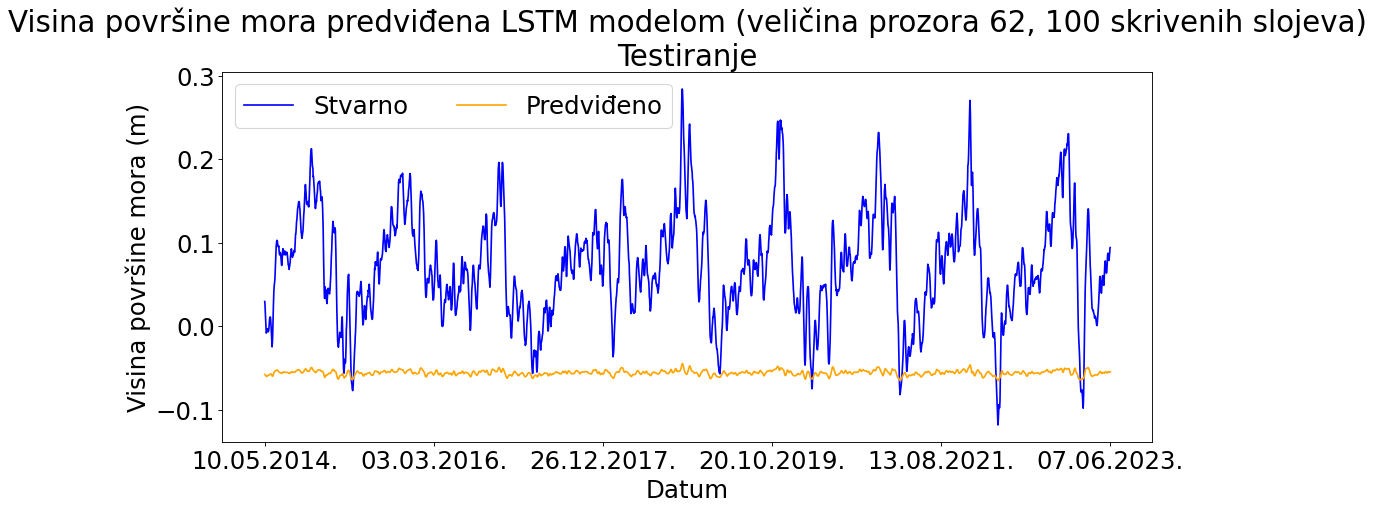 Visina površine mora predviđena LSTM modelom (veličina prozora 62, 100 skrivenih slojeva)
Testiranje
Stvarno
Predviđeno
Visina površine mora (m)
0.3
0.2
0.1
0.0
−0.1
10.05.2014.
03.03.2016.
26.12.2017.
20.10.2019.
13.08.2021.
07.06.2023.
Datum